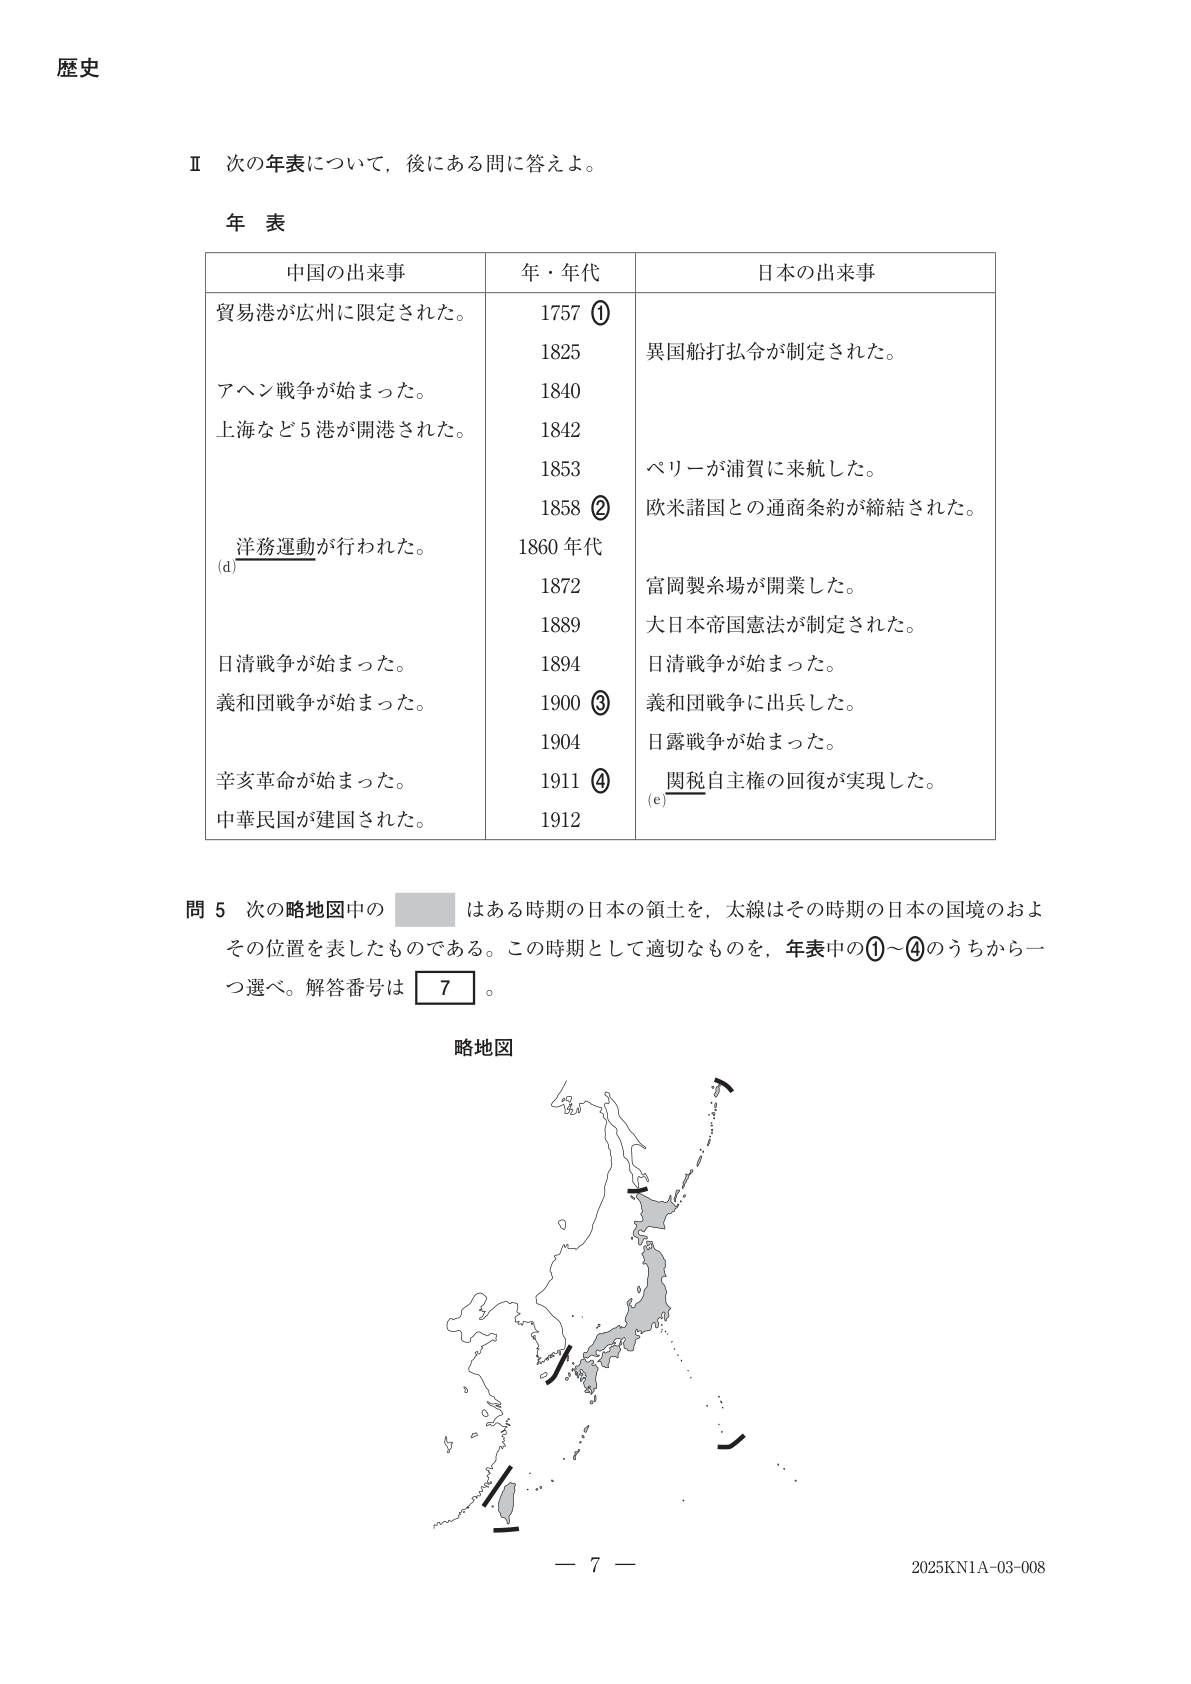 歴史
Ⅱ 次の年表について，後にある問に答えよ。
年 表
中国の出来事 年・年代 日本の出来事
貿易港が広州に限定された。 1757 ①
1825 異国船打払令が制定された。
アヘン戦争が始まった。 1840
上海など５港が開港された。 1842
1853 ペリーが浦賀に来航した。
1858 ② 欧米諸国との通商条約が締結された。
(d)洋務運動が行われた。 1860 年代
1872 富岡製糸場が開業した。
1889 大日本帝国憲法が制定された。
日清戦争が始まった。 1894 日清戦争が始まった。
義和団戦争が始まった。 1900 ③ 義和団戦争に出兵した。
1904 日露戦争が始まった。
辛亥革命が始まった。 1911 ④ (e)関税自主権の回復が実現した。
中華民国が建国された。 1912
問 5 次の略地図中の はある時期の日本の領土を，太線はその時期の日本の国境のおよ
その位置を表したものである。この時期として適切なものを，年表中の①～④のうちから一
つ選べ。解答番号は 7 。
略地図
― 7 ―
2025KN1A-03-008